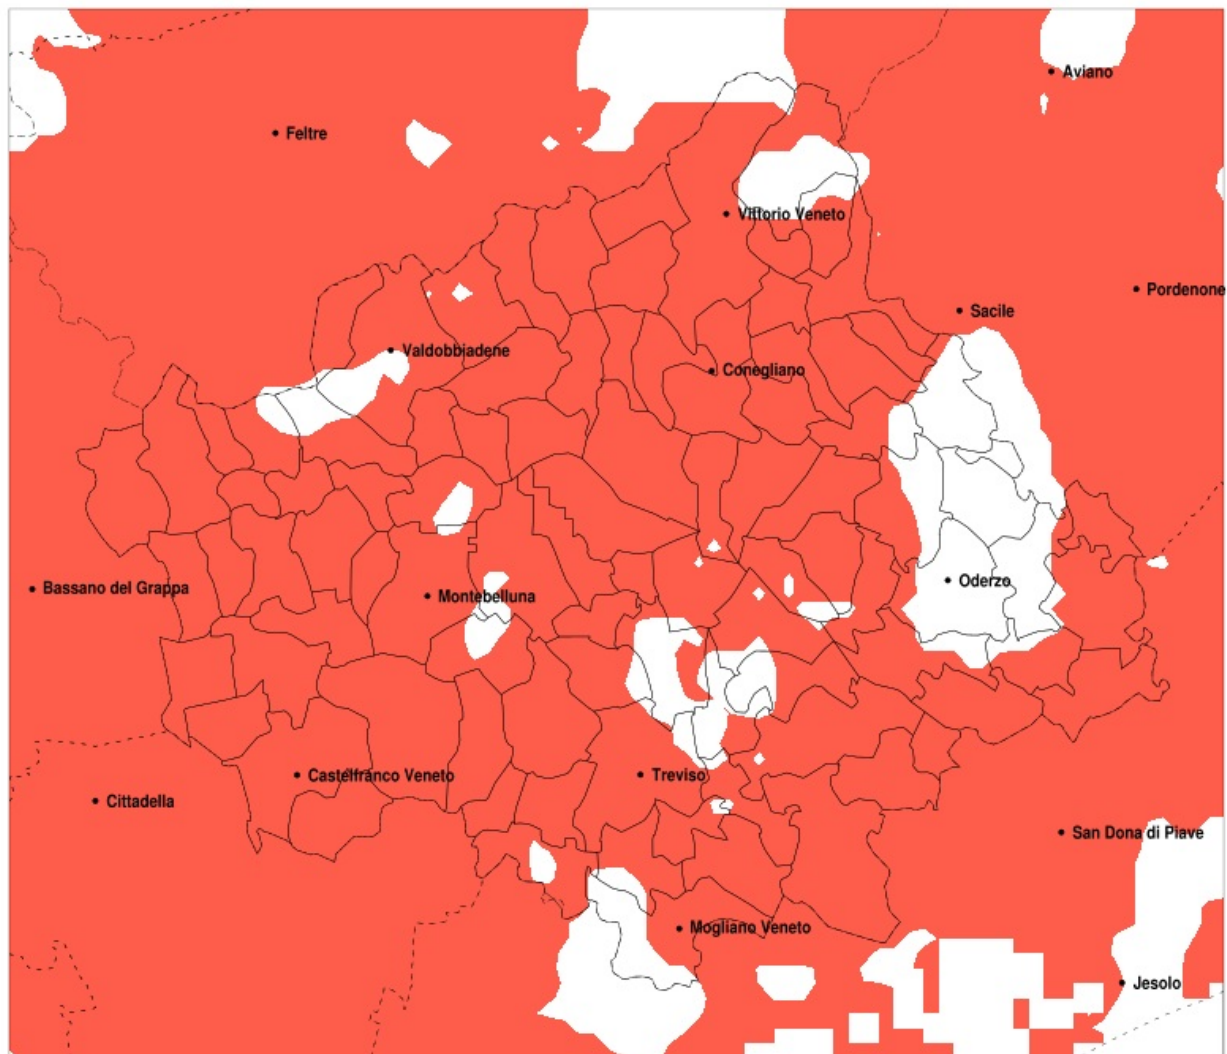 Aviano
Feltre
Vittorio Veneto
Pordenone
Sacile
Valdobbiadene
Conegliano
Oderzo
Bassano del Grappa
Montebelluna
Castelfranco Veneto
Treviso
Cittadella
San Dona di Piave
Mogliano Veneto
Jesolo